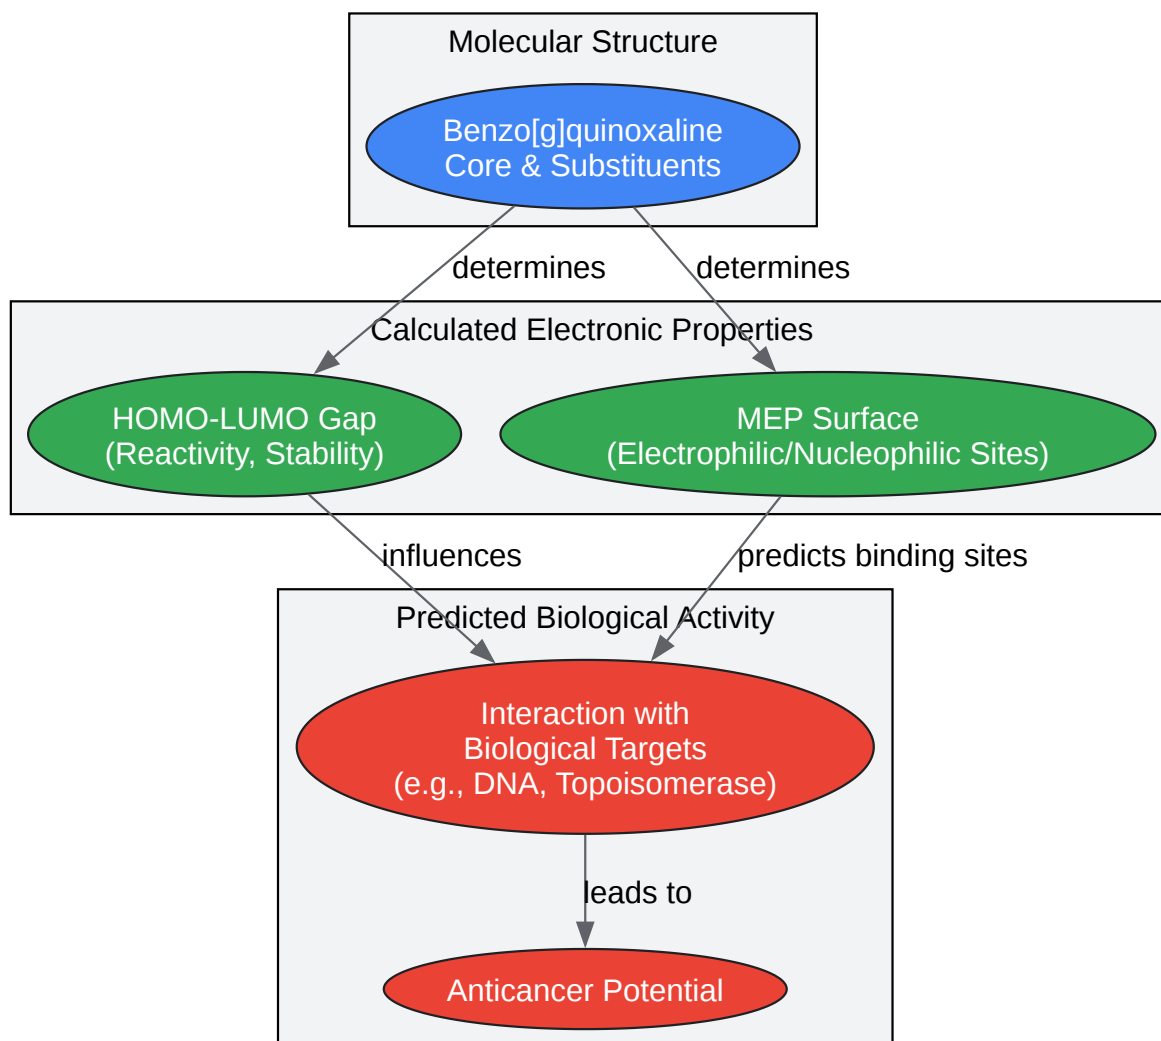 Molecular Structure
Benzo[g]quinoxaline
Core & Substituents
determines
determines
Calculated Electronic Properties
HOMO-LUMO Gap
(Reactivity, Stability)
MEP Surface
(Electrophilic/Nucleophilic Sites)
influences
predicts binding sites
Predicted Biological Activity
Interaction with
Biological Targets
(e.g., DNA, Topoisomerase)
leads to
Anticancer Potential